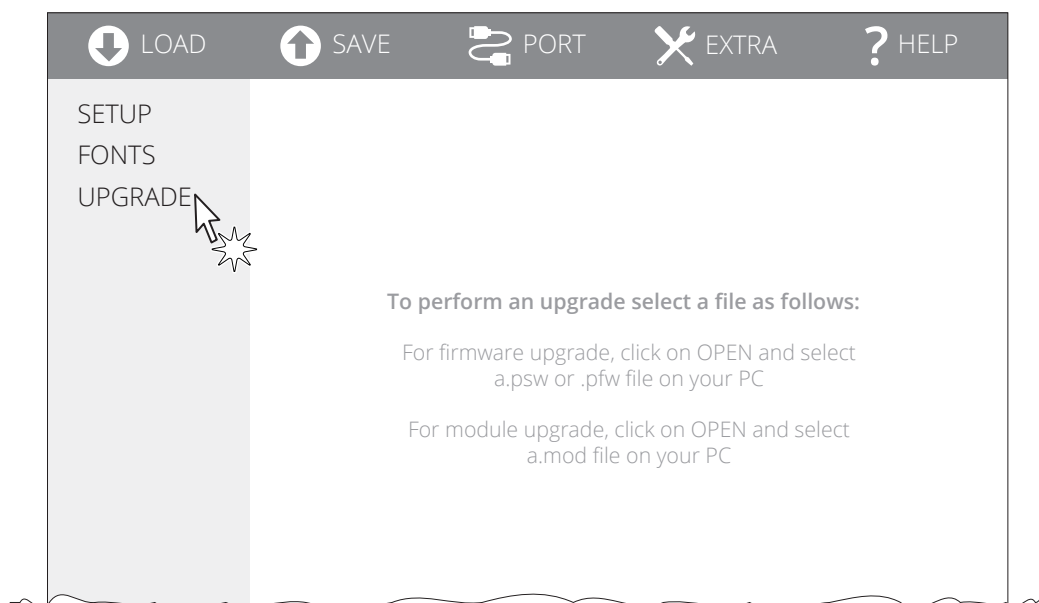 LOAD SAVE PORT EXTRA ? HELP
SETUP
FONTS
UPGRADE
To perform an upgrade select a file as follows:
For firmware upgrade, click on OPEN and select
a.psw or .pfw file on your PC
For module upgrade, click on OPEN and select
a.mod file on your PC